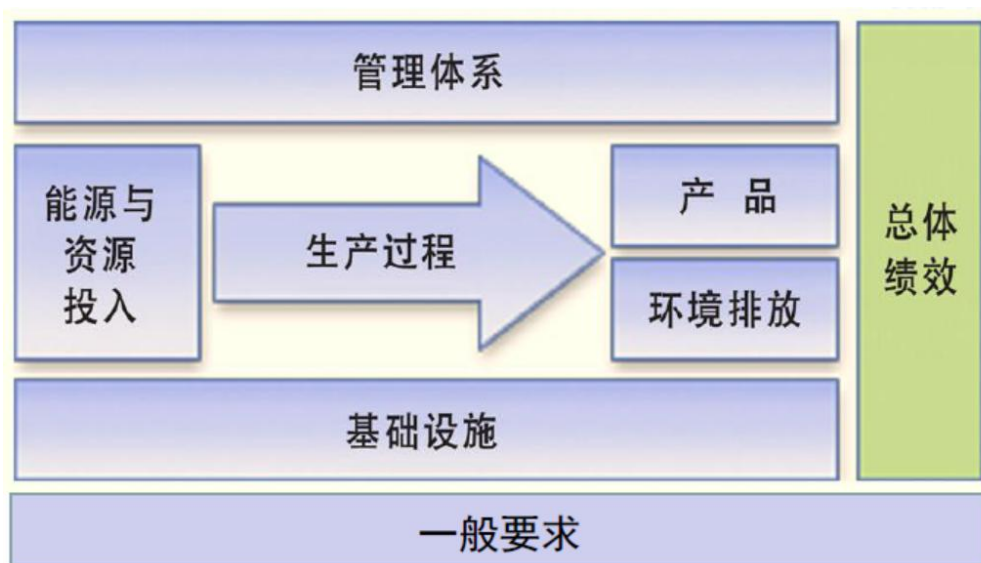 管理体系
能源与
资源
投入
生产过程
产 品
环境排放
基础设施
总体
绩效
一般要求